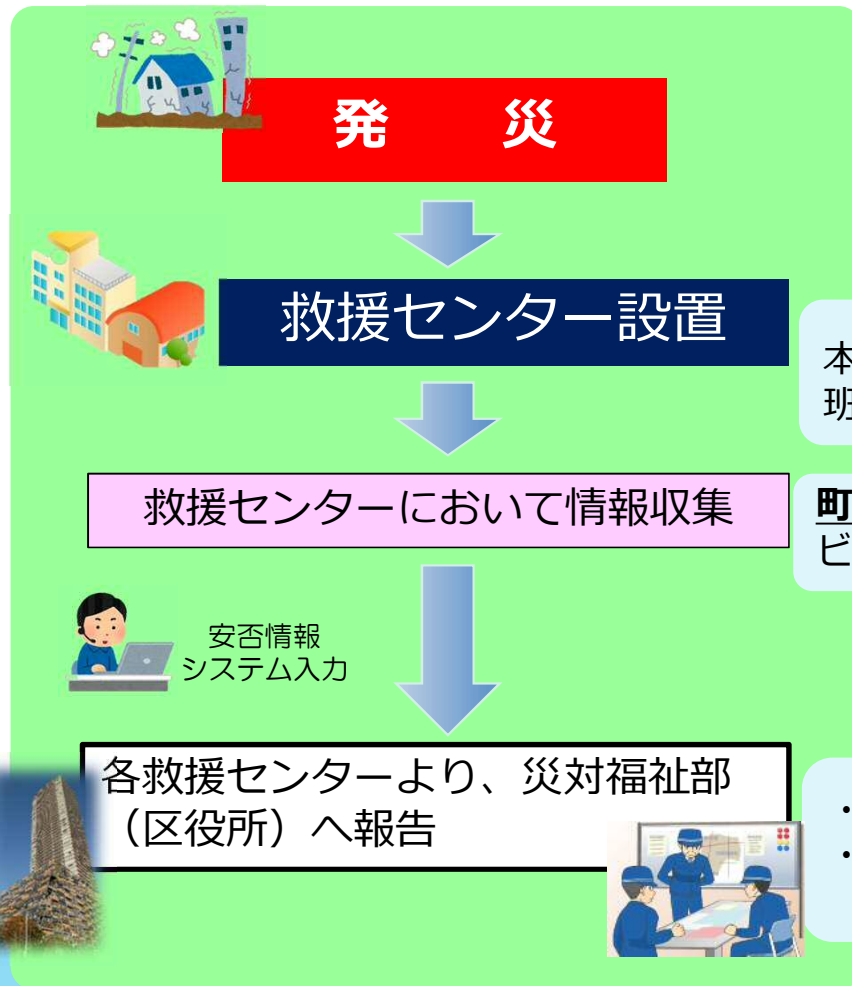 発　　災
救援センター設置
本
班
救援センターにおいて情報収集
町
ビ
安否情報
システム入力
各救援センターより、災対福祉部
（区役所）へ報告
・
・